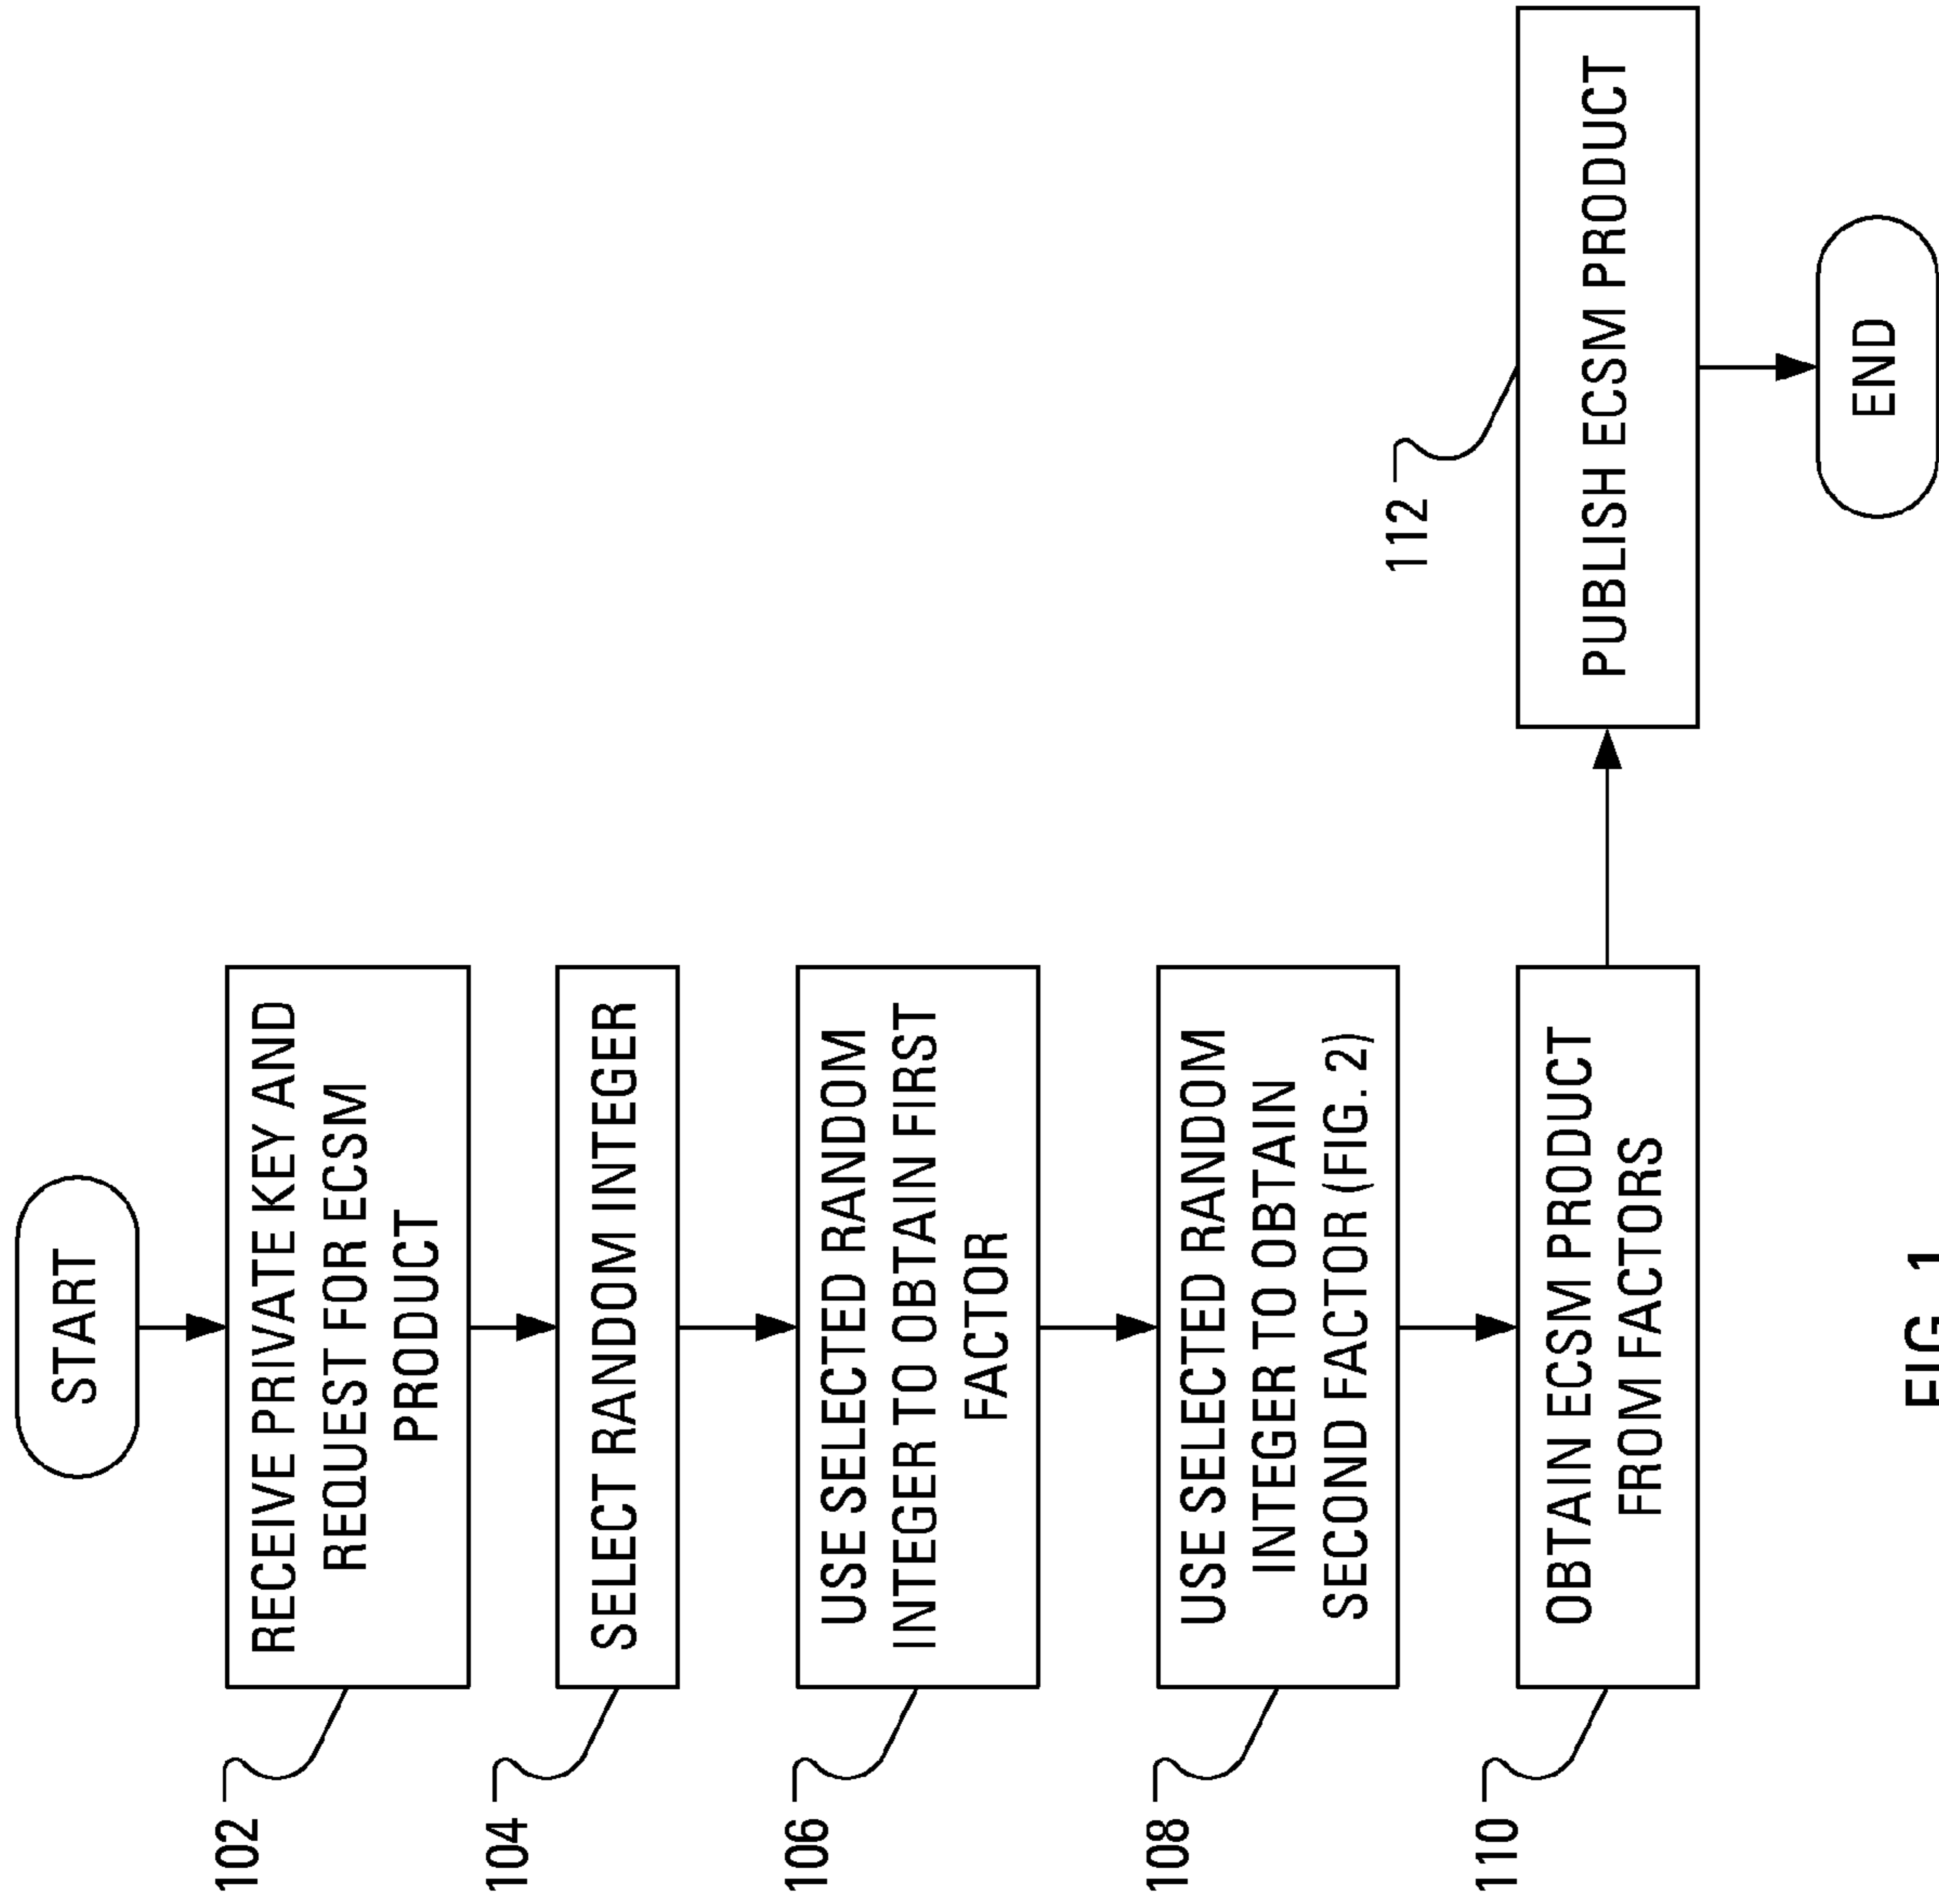 START
102
RECEIVE PRIVATE KEY AND
REQUEST FOR ECSM
PRODUCT
104
SELECT RANDOM INTEGER
106
USE SELECTED RANDOM
INTEGER TO OBTAIN FIRST
FACTOR
108
USE SELECTED RANDOM
INTEGER TO OBTAIN
SECOND FACTOR (FIG. 2)
110
OBTAIN ECSM PRODUCT
FROM FACTORS
112
PUBLISH ECSM PRODUCT
END
FIG. 1